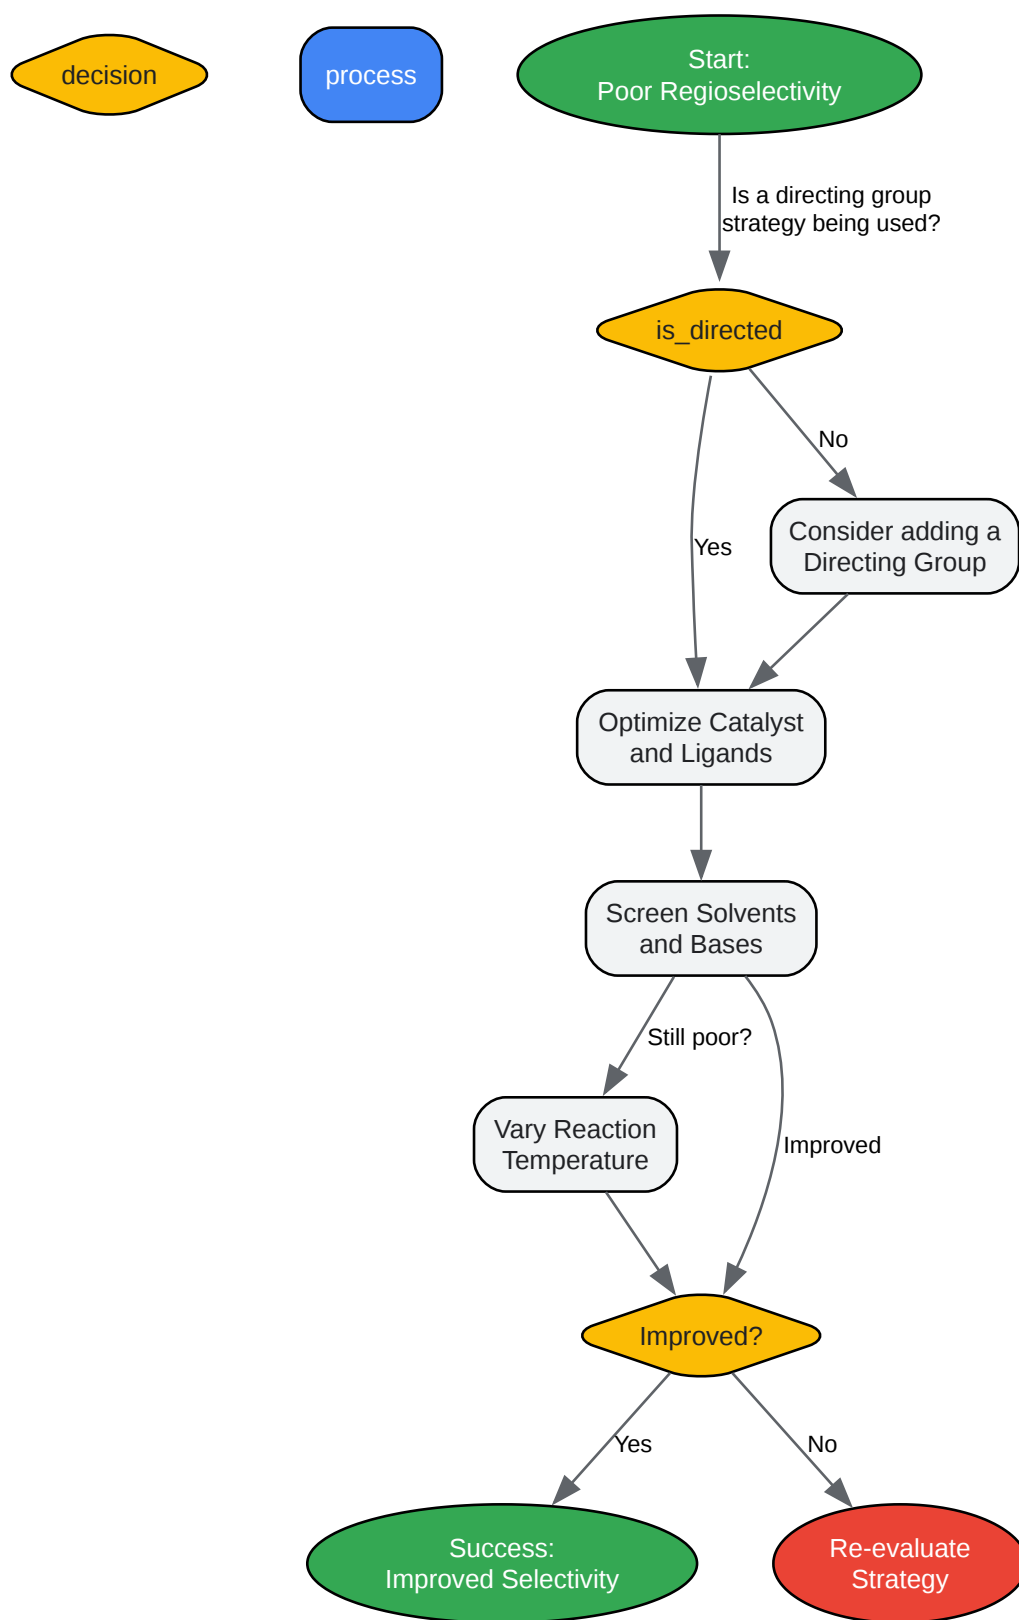 decision
process
Start:
Poor Regioselectivity
Is a directing group
strategy being used?
is_directed
No
Consider adding a
Directing Group
Yes
Optimize Catalyst
and Ligands
Screen Solvents
and Bases
Still poor?
Vary Reaction
Temperature
Improved
Improved?
Yes
No
Success:
Improved Selectivity
Re-evaluate
Strategy